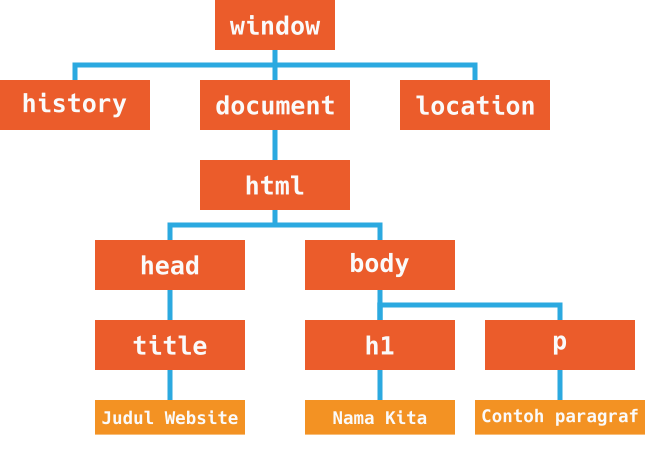 window
history
document
location
html
head
body
title
h1
p
Judul Website
Nama Kita
Contoh paragraf